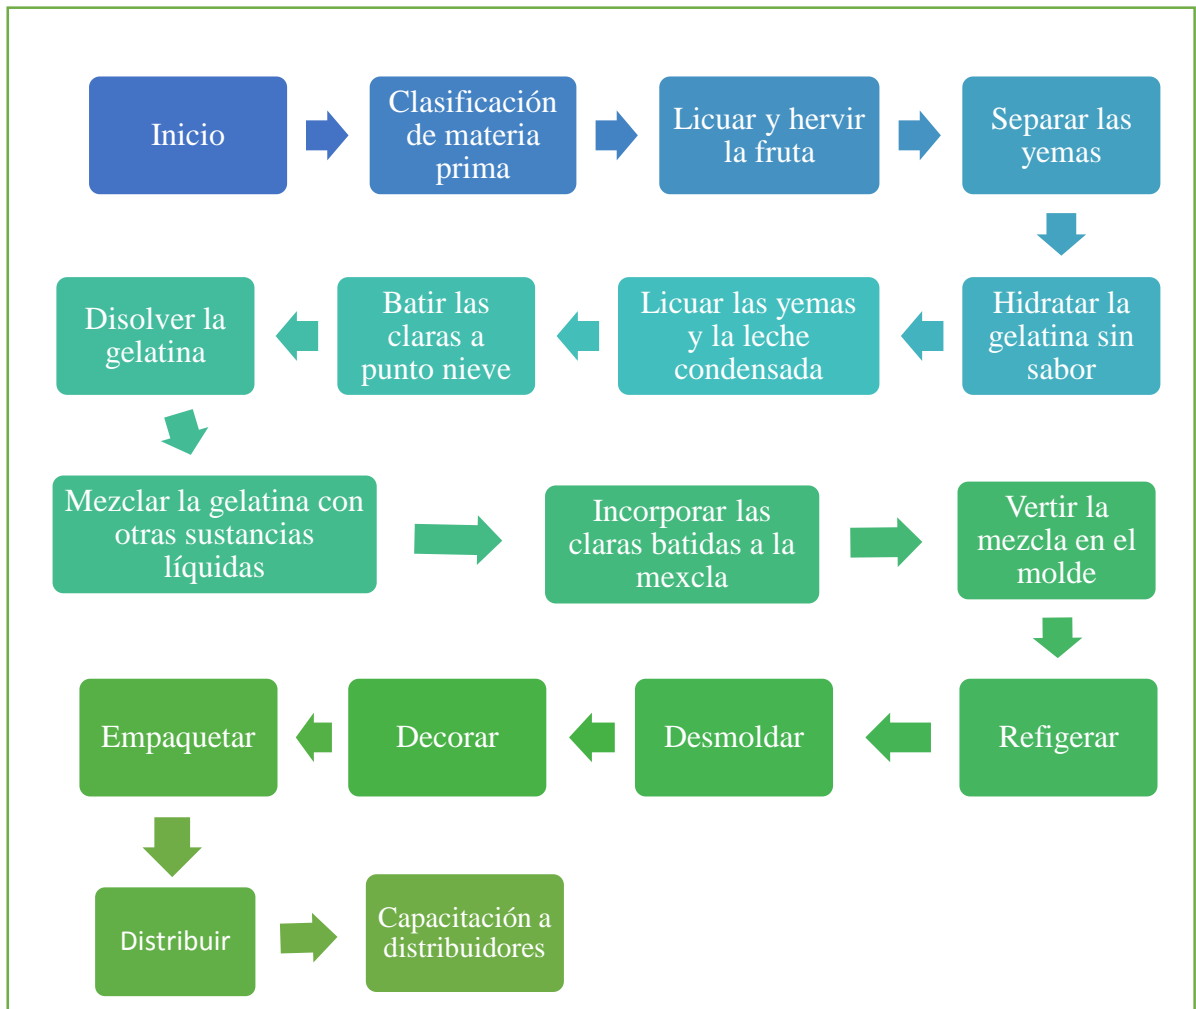 Inicio
Clasificación
de materia
prima
Licuar y hervir
la fruta
Separar las
yemas
Hidratar la
gelatina sin
sabor
Licuar las yemas
y la leche
condensada
Batir las
claras a
punto nieve
Disolver la
gelatina
Mezclar la gelatina con
otras sustancias
líquidas
Incorporar las
claras batidas a la
mexcla
Vertir la
mezcla en el
molde
Refigerar
Desmoldar
Decorar
Empaquetar
Distribuir
Capacitación a
distribuidores